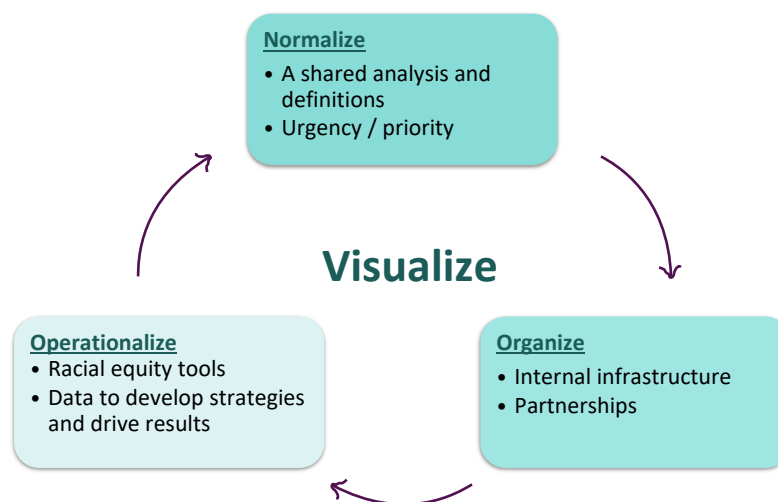 Normalize
• A shared analysis and
definitions
• Urgency / priority
Visualize
Operationalize
• Racial equity tools
• Data to develop strategies
and drive results
Organize
• Internal infrastructure
• Partnerships